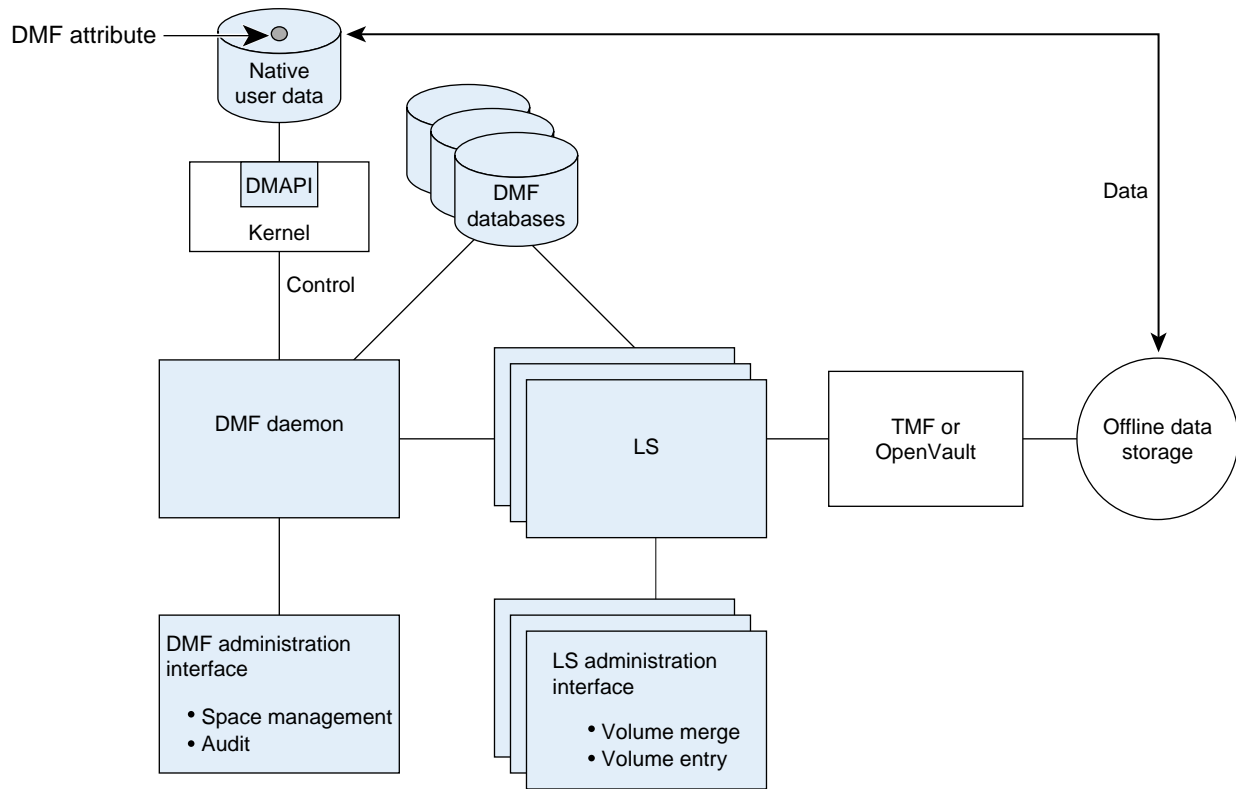 DMF attribute
Native
user data
DMAPI
Kernel
DMF
databases
Data
Control
DMF daemon
LS
TMF or
OpenVault
Offline data
storage
DMF administration
interface
• Space management
• Audit
LS administration
interface
• Volume merge
• Volume entry